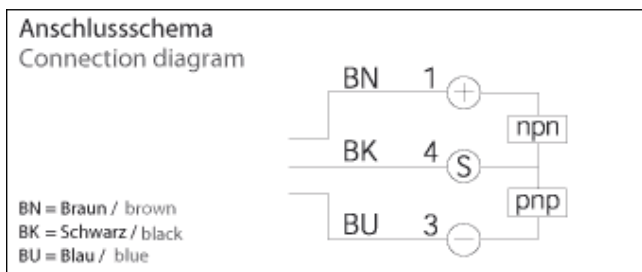 Anschlussschema
Connection diagram
BN 1 +
npn
BK 4 S
pnp
BU 3 −
BN = Braun / brown
BK = Schwarz / black
BU = Blau / blue